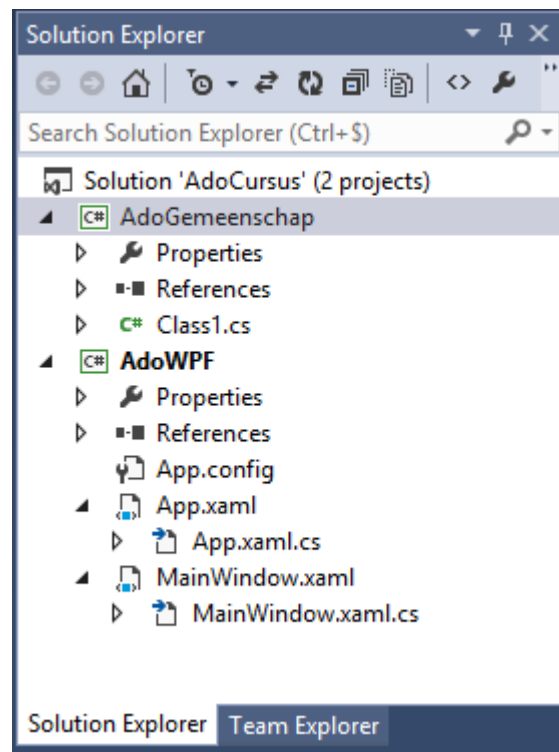 Solution Explorer
Search Solution Explorer (Ctrl+$)
Solution 'AdoCursus' (2 projects)
C# AdoGemeenschap
Properties
References
C# Class1.cs
C# AdoWPF
Properties
References
App.config
App.xaml
App.xaml.cs
MainWindow.xaml
MainWindow.xaml.cs
Solution Explorer Team Explorer